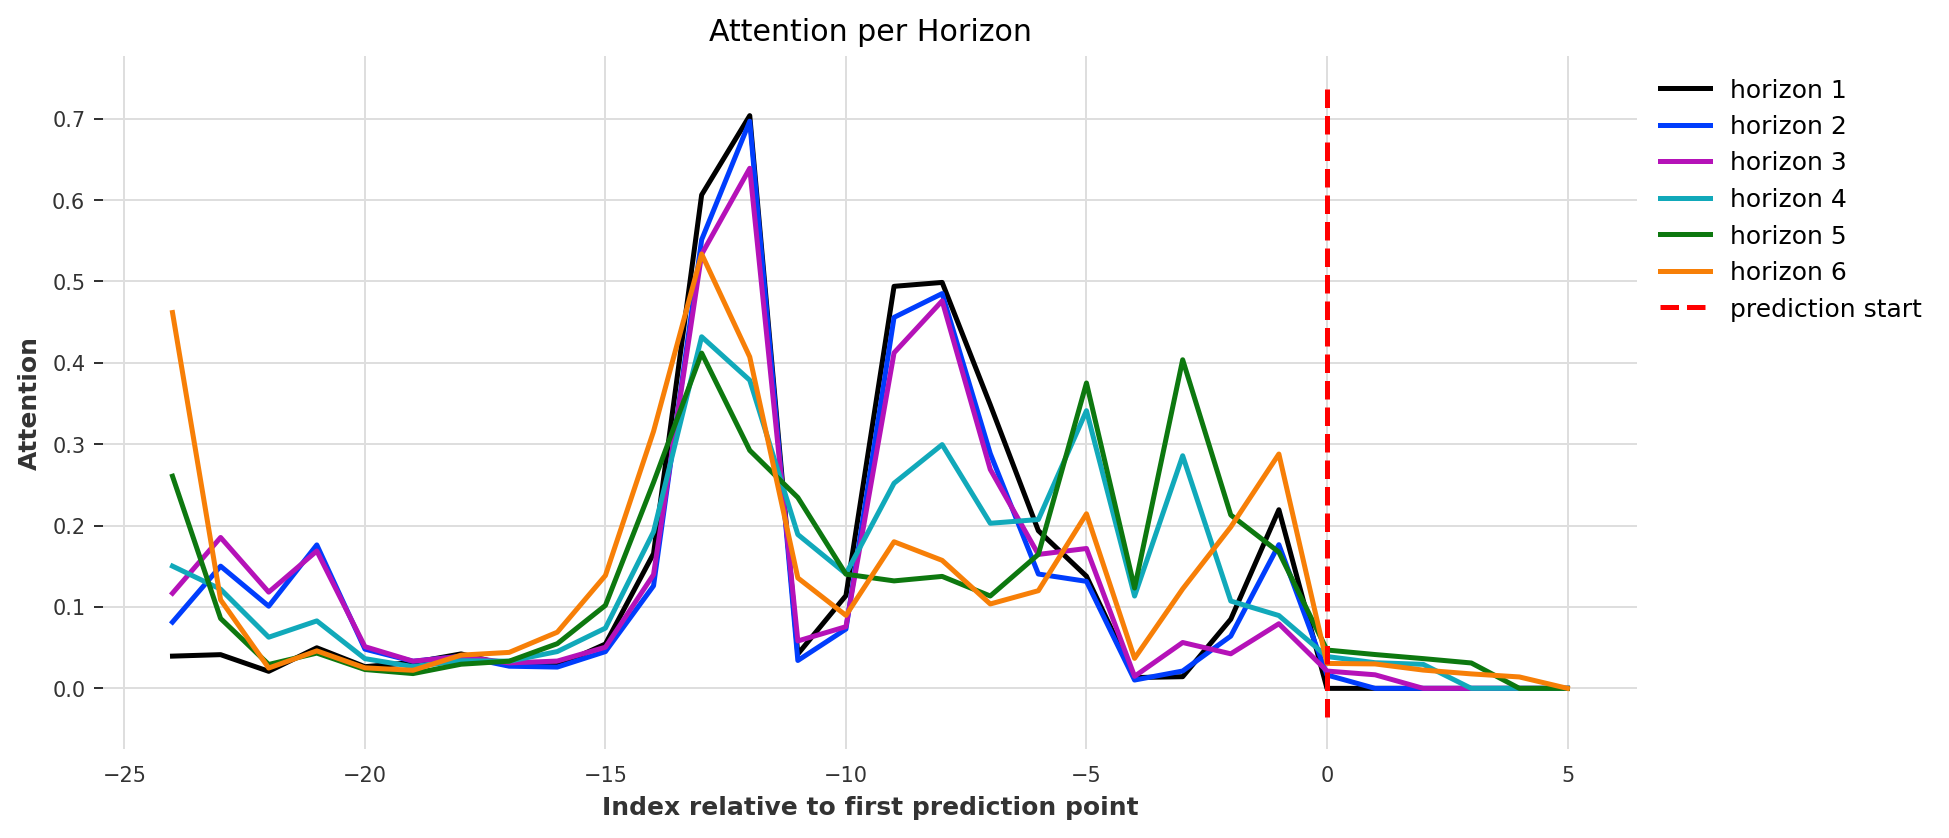 Attention per Horizon
Attention
0.7
0.6
0.5
0.4
0.3
0.2
0.1
0.0
−25
−20
−15
−10
−5
0
5
Index relative to first prediction point
horizon 1
horizon 2
horizon 3
horizon 4
horizon 5
horizon 6
prediction start